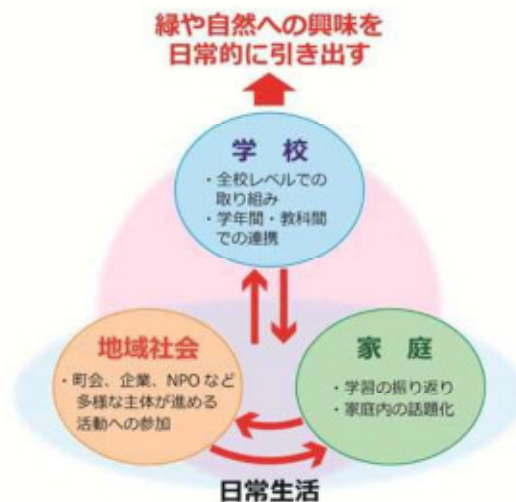 緑や自然への興味を
日常的に引き出す
学 校
・全校レベルでの
取り組み
・学年間・教科間
での連携
地域社会
・町会、企業、NPO など
多様な主体が進める
活動への参加
家 庭
・学習の振り返り
・家庭内の話題化
日常生活